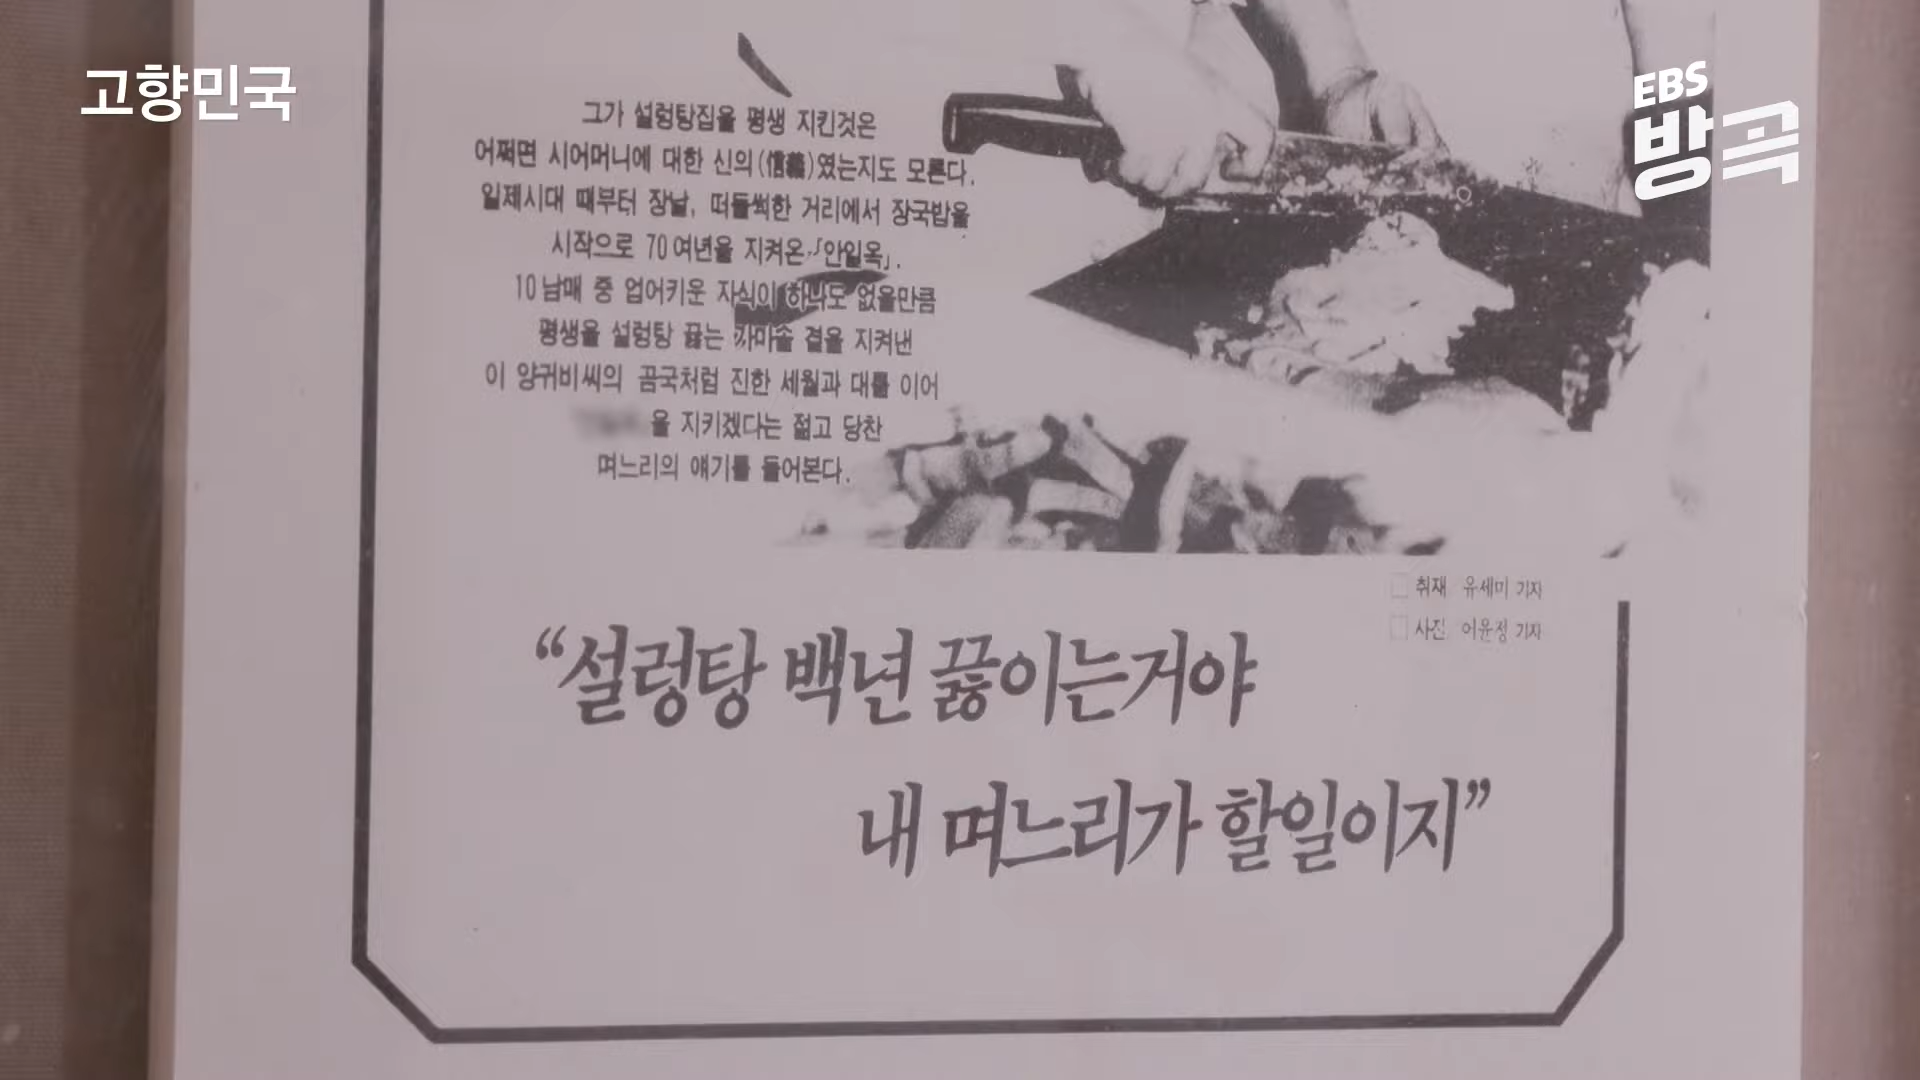 고향민국
EBS
방곡
그가 설렁탕집을 평생 지킨것은
어쩌면 시어머니에 대한 신의(信義)였는지도 모른다.
일제시대 때부터 장날, 떠들썩한 거리에서 장국밥을
시작으로 70여년을 지켜온 「안일옥」.
10남매 중 업어키운 자식이 하나도 없을만큼
평생을 설렁탕 끓는 까마솥 곁을 지켜낸
이 양귀비씨의 곰국처럼 진한 세월과 대를 이어
을 지키겠다는 젊고 당찬
며느리의 얘기를 들어본다.
취재 유세미 기자
사진 이윤정 기자
“설렁탕 백년 끓이는거야
내 며느리가 할일이지”